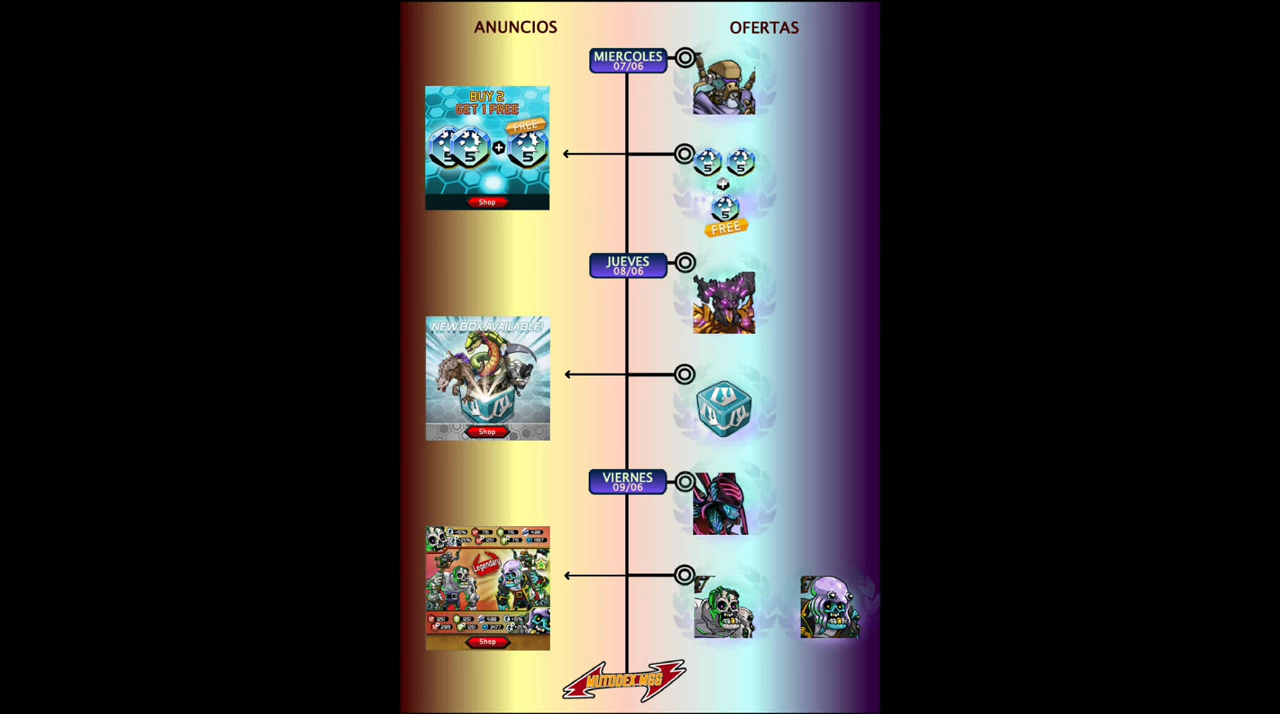 ANUNCIOS
OFERTAS
MIERCOLES
07/06
BUY 2
GET 1 FREE
FREE
5
5
+
5
Shop
5
5
+
5
FREE
JUEVES
08/06
NEW BOX AVAILABLE!
Shop
VIERNES
09/06
Legendary
Shop
MUTODEX MGG